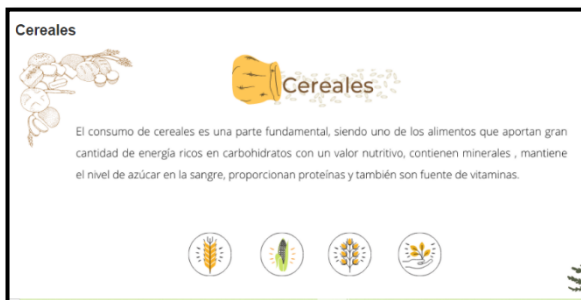 Cereales
Cereales
El consumo de cereales es una parte fundamental, siendo uno de los alimentos que aportan gran
cantidad de energía ricos en carbohidratos con un valor nutritivo, contienen minerales , mantiene
el nivel de azúcar en la sangre, proporcionan proteínas y también son fuente de vitaminas.